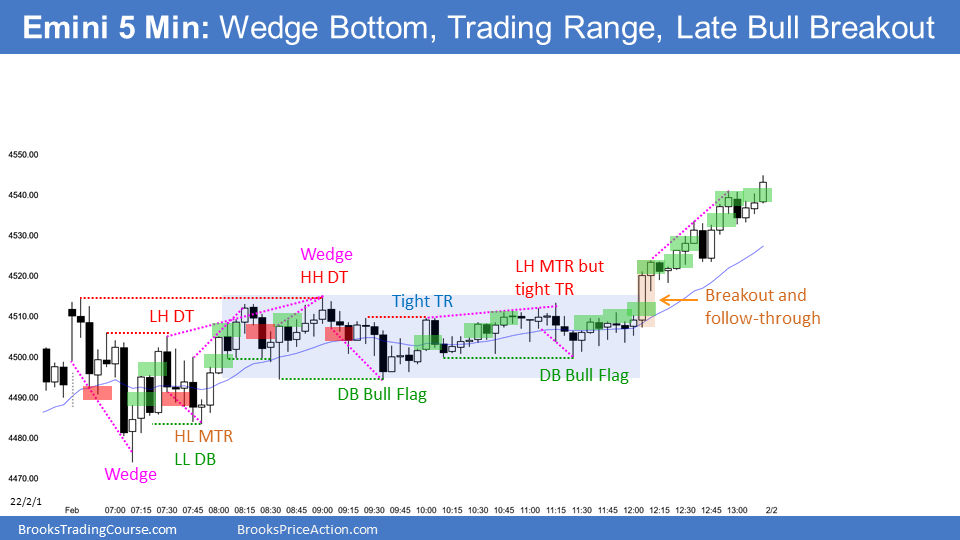 Emini 5 Min: Wedge Bottom, Trading Range, Late Bull Breakout
4550.00
4540.00
4530.00
4520.00
4510.00
4500.00
4490.00
4480.00
4470.00
Wedge
HH DT
LH DT
Tight TR
LH MTR but
tight TR
Breakout and
follow-through
DB Bull Flag
DB Bull Flag
HL MTR
LL DB
Wedge
22/2/1
Feb
07:00
07:15
07:30
07:45
08:00
08:15
08:30
08:45
09:00
09:15
09:30
09:45
10:00
10:15
10:30
10:45
11:00
11:15
11:30
11:45
12:00
12:15
12:30
12:45
13:00
2/2
BrooksTradingCourse.com
BrooksPriceAction.com